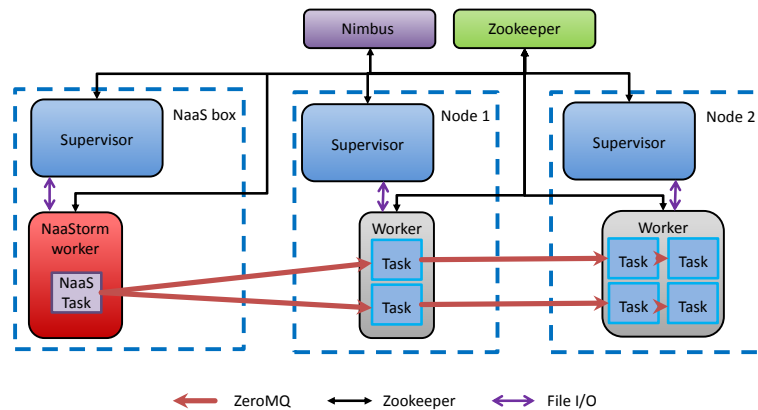 Nimbus
Zookeeper
NaaS box
Node 1
Node 2
Supervisor
Supervisor
Supervisor
NaaStorm
worker
NaaS
Task
Worker
Task
Task
Worker
Task
Task
Task
Task
ZeroMQ
Zookeeper
File I/O